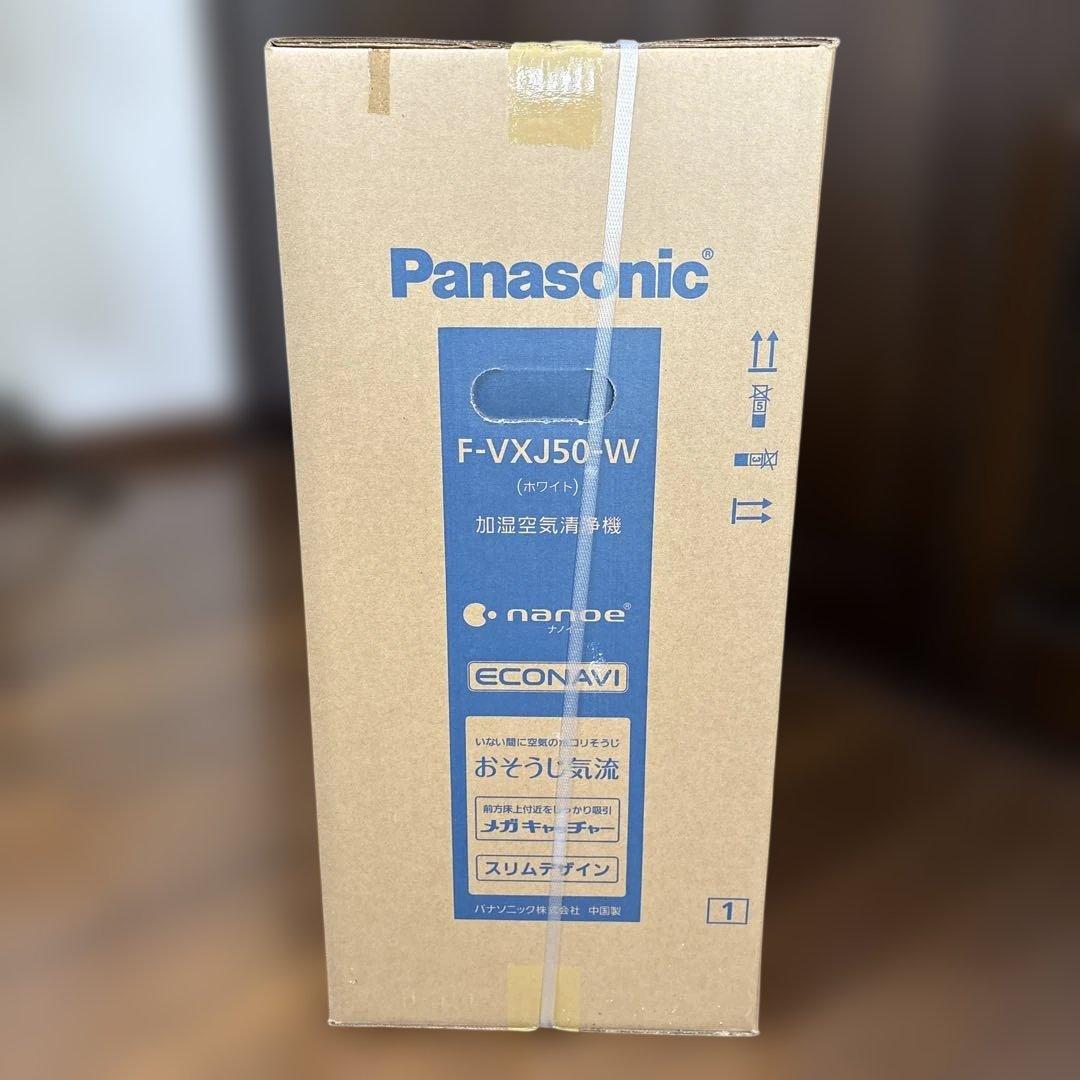 Panasonic®
F-VXJ50-W
(ホワイト)
加湿空気清浄機
nanoe®
ナノイー
ECONAVI
いない間に空気のホコリそうじ
おそうじ気流
前方床上付近をしっかり吸引
メガキャッチャー
スリムデザイン
パナソニック株式会社 中国製
5
3
1